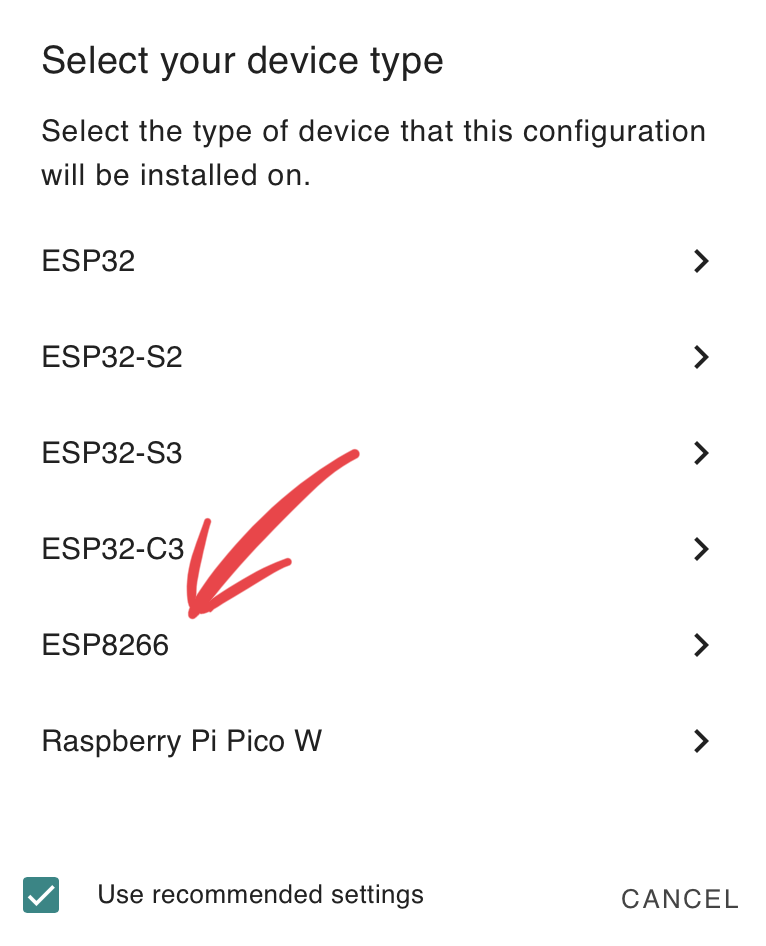 Select your device type
Select the type of device that this configuration
will be installed on.
ESP32
ESP32-S2
ESP32-S3
ESP32-C3
ESP8266
Raspberry Pi Pico W
Use recommended settings
CANCEL